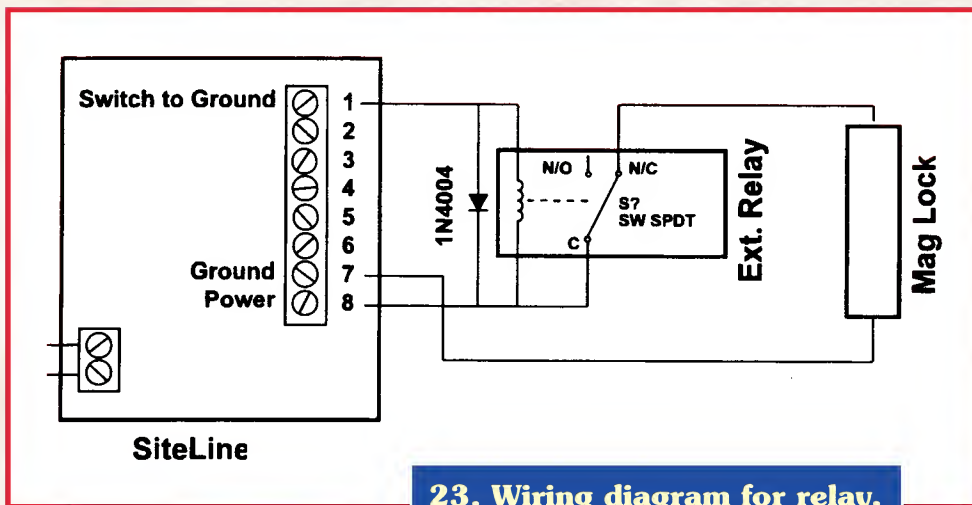 Switch to Ground
1
2
3
4
5
6
Ground 7
Power 8
SiteLine
1N4004
N/O
N/C
S?
SW SPDT
C
Ext. Relay
Mag Lock
23. Wiring diagram for relay.